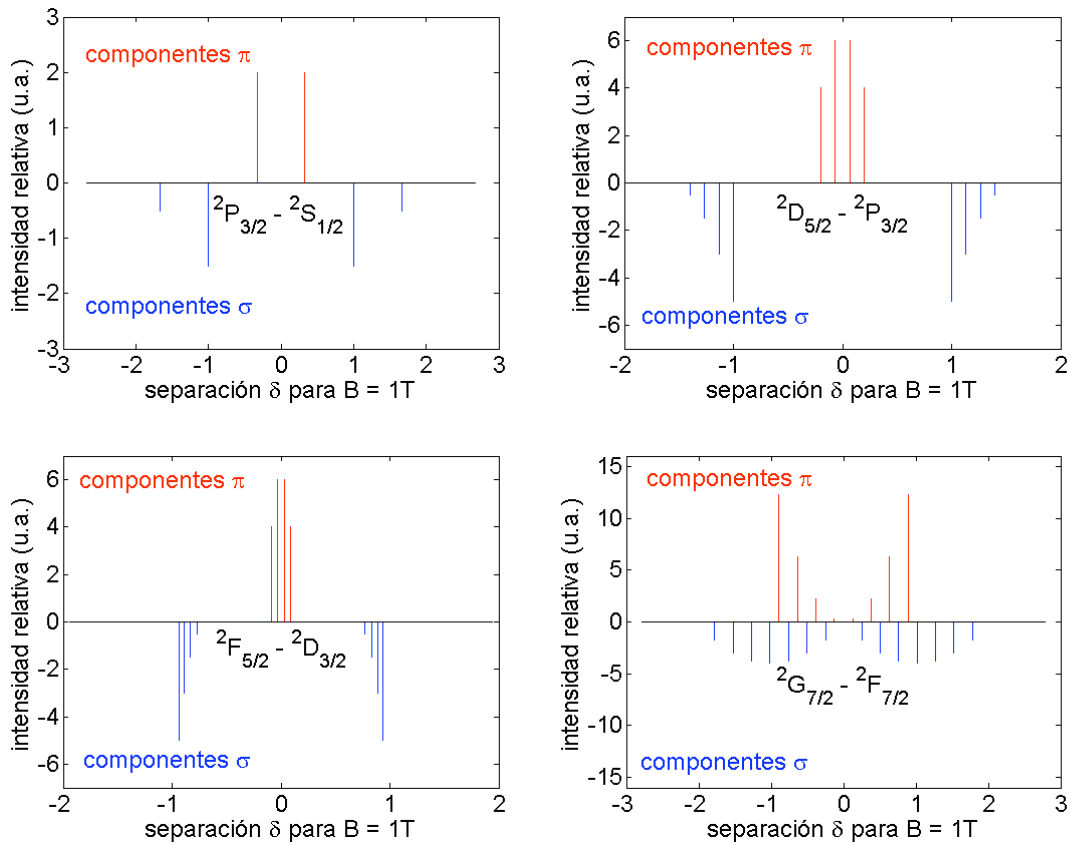 3
2
1
0
-1
-2
-3
intensidad relativa (u.a.)
componentes π
²P₃/₂ - ²S₁/₂
componentes σ
-3 -2 -1 0 1 2 3
separación δ para B = 1T
6
4
2
0
-2
-4
-6
intensidad relativa (u.a.)
componentes π
²D₅/₂ - ²P₃/₂
componentes σ
-2 -1 0 1 2
separación δ para B = 1T
6
4
2
0
-2
-4
-6
intensidad relativa (u.a.)
componentes π
²F₅/₂ - ²D₃/₂
componentes σ
-2 -1 0 1 2
separación δ para B = 1T
15
10
5
0
-5
-10
-15
intensidad relativa (u.a.)
componentes π
²G₇/₂ - ²F₇/₂
componentes σ
-3 -2 -1 0 1 2 3
separación δ para B = 1T